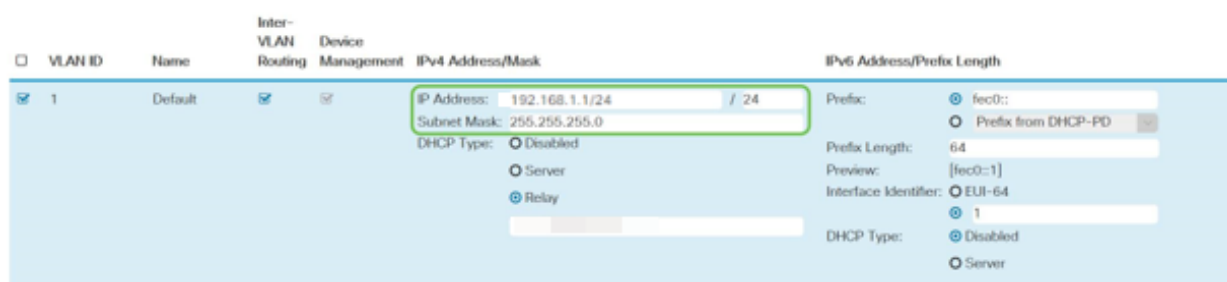 Inter-
VLAN Device
VLAN ID Name Routing Management IPv4 Address/Mask IPv6 Address/Prefix Length
1 Default IP Address: 192.168.1.1/24 / 24 Prefix: fec0::
Subnet Mask: 255.255.255.0 Prefix from DHCP-PD
DHCP Type: Disabled Prefix Length: 64
Server Preview: [fec0::1]
Relay Interface Identifier: EUI-64
1
DHCP Type: Disabled
Server